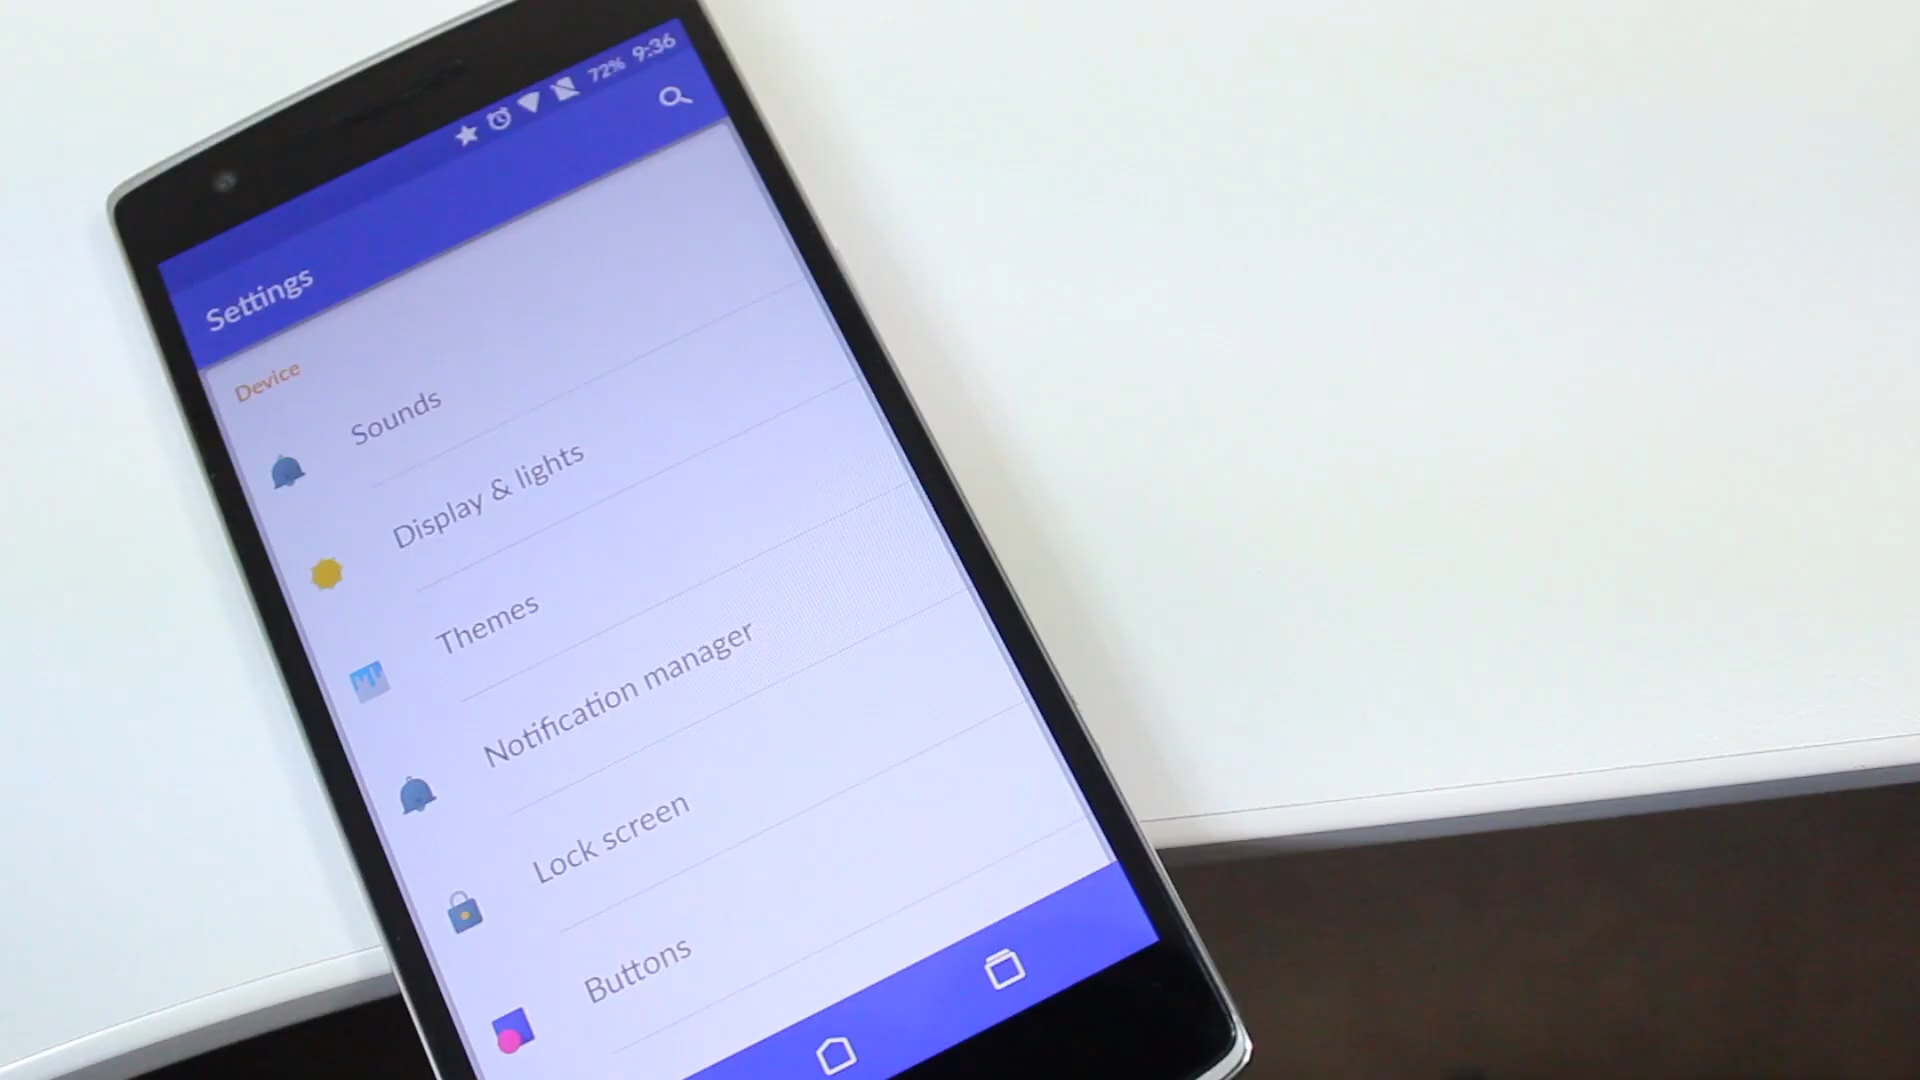 72% 9:36
Settings
Device
Sounds
Display & lights
Themes
Notification manager
Lock screen
Buttons